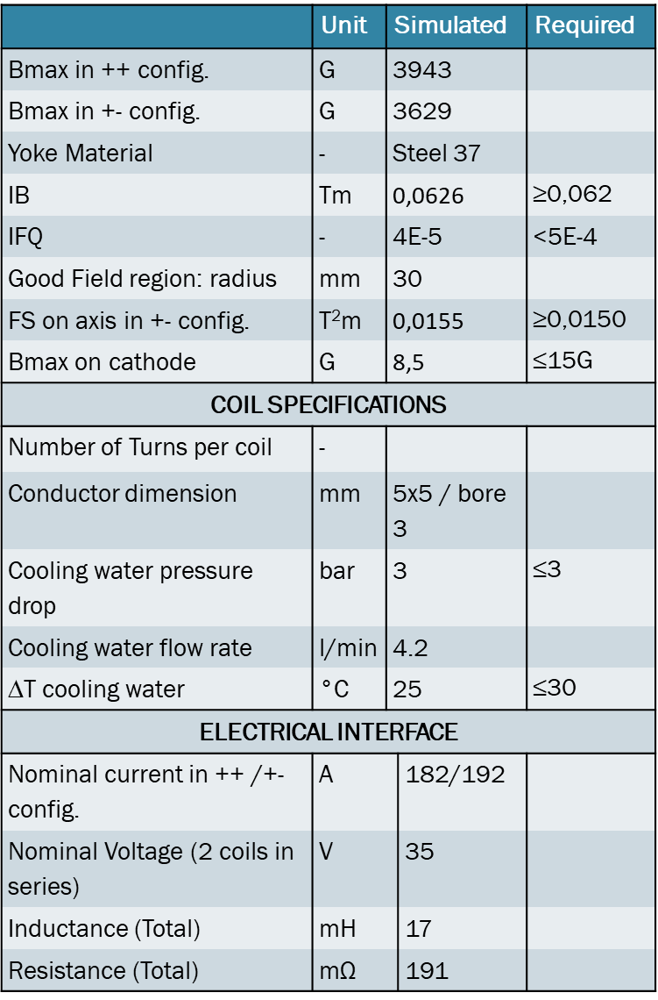 Unit Simulated Required
Bmax in ++ config. G 3943
Bmax in +- config. G 3629
Yoke Material - Steel 37
IB Tm 0,0626 ≥0,062
IFQ - 4E-5 <5E-4
Good Field region: radius mm 30
FS on axis in +- config. T²m 0,0155 ≥0,0150
Bmax on cathode G 8,5 ≤15G
COIL SPECIFICATIONS
Number of Turns per coil -
Conductor dimension mm 5x5 / bore
3
Cooling water pressure bar 3 ≤3
drop
Cooling water flow rate l/min 4.2
ΔT cooling water °C 25 ≤30
ELECTRICAL INTERFACE
Nominal current in ++ /+- A 182/192
config.
Nominal Voltage (2 coils in V 35
series)
Inductance (Total) mH 17
Resistance (Total) mΩ 191